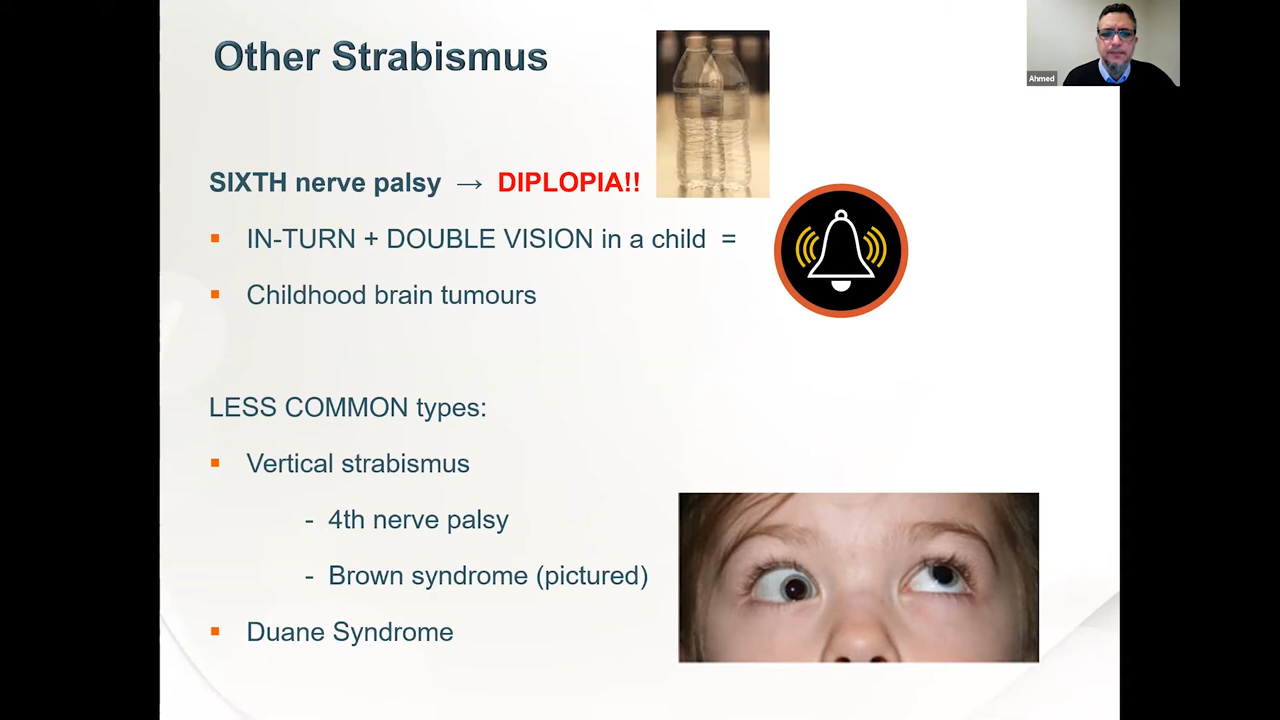 Other Strabismus
Ahmed
SIXTH nerve palsy → DIPLOPIA!!
▪ IN-TURN + DOUBLE VISION in a child =
▪ Childhood brain tumours
LESS COMMON types:
▪ Vertical strabismus
- 4th nerve palsy
- Brown syndrome (pictured)
▪ Duane Syndrome